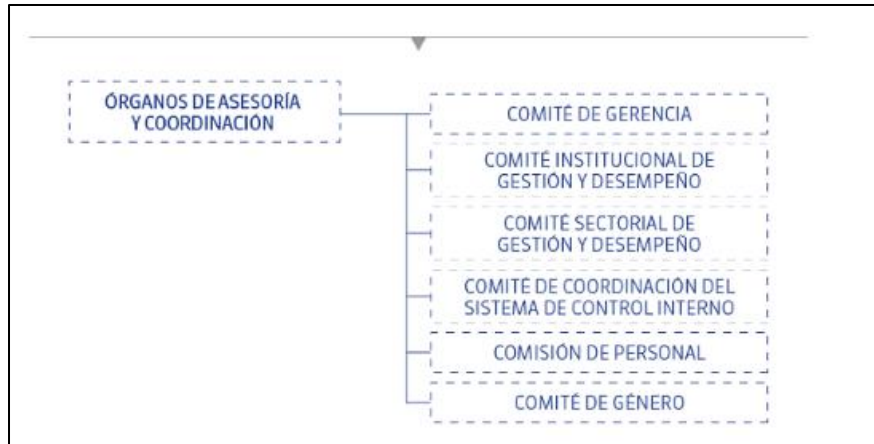 ÓRGANOS DE ASESORÍA
Y COORDINACIÓN
COMITÉ DE GERENCIA
COMITÉ INSTITUCIONAL DE
GESTIÓN Y DESEMPEÑO
COMITÉ SECTORIAL DE
GESTIÓN Y DESEMPEÑO
COMITÉ DE COORDINACIÓN DEL
SISTEMA DE CONTROL INTERNO
COMISIÓN DE PERSONAL
COMITÉ DE GÉNERO